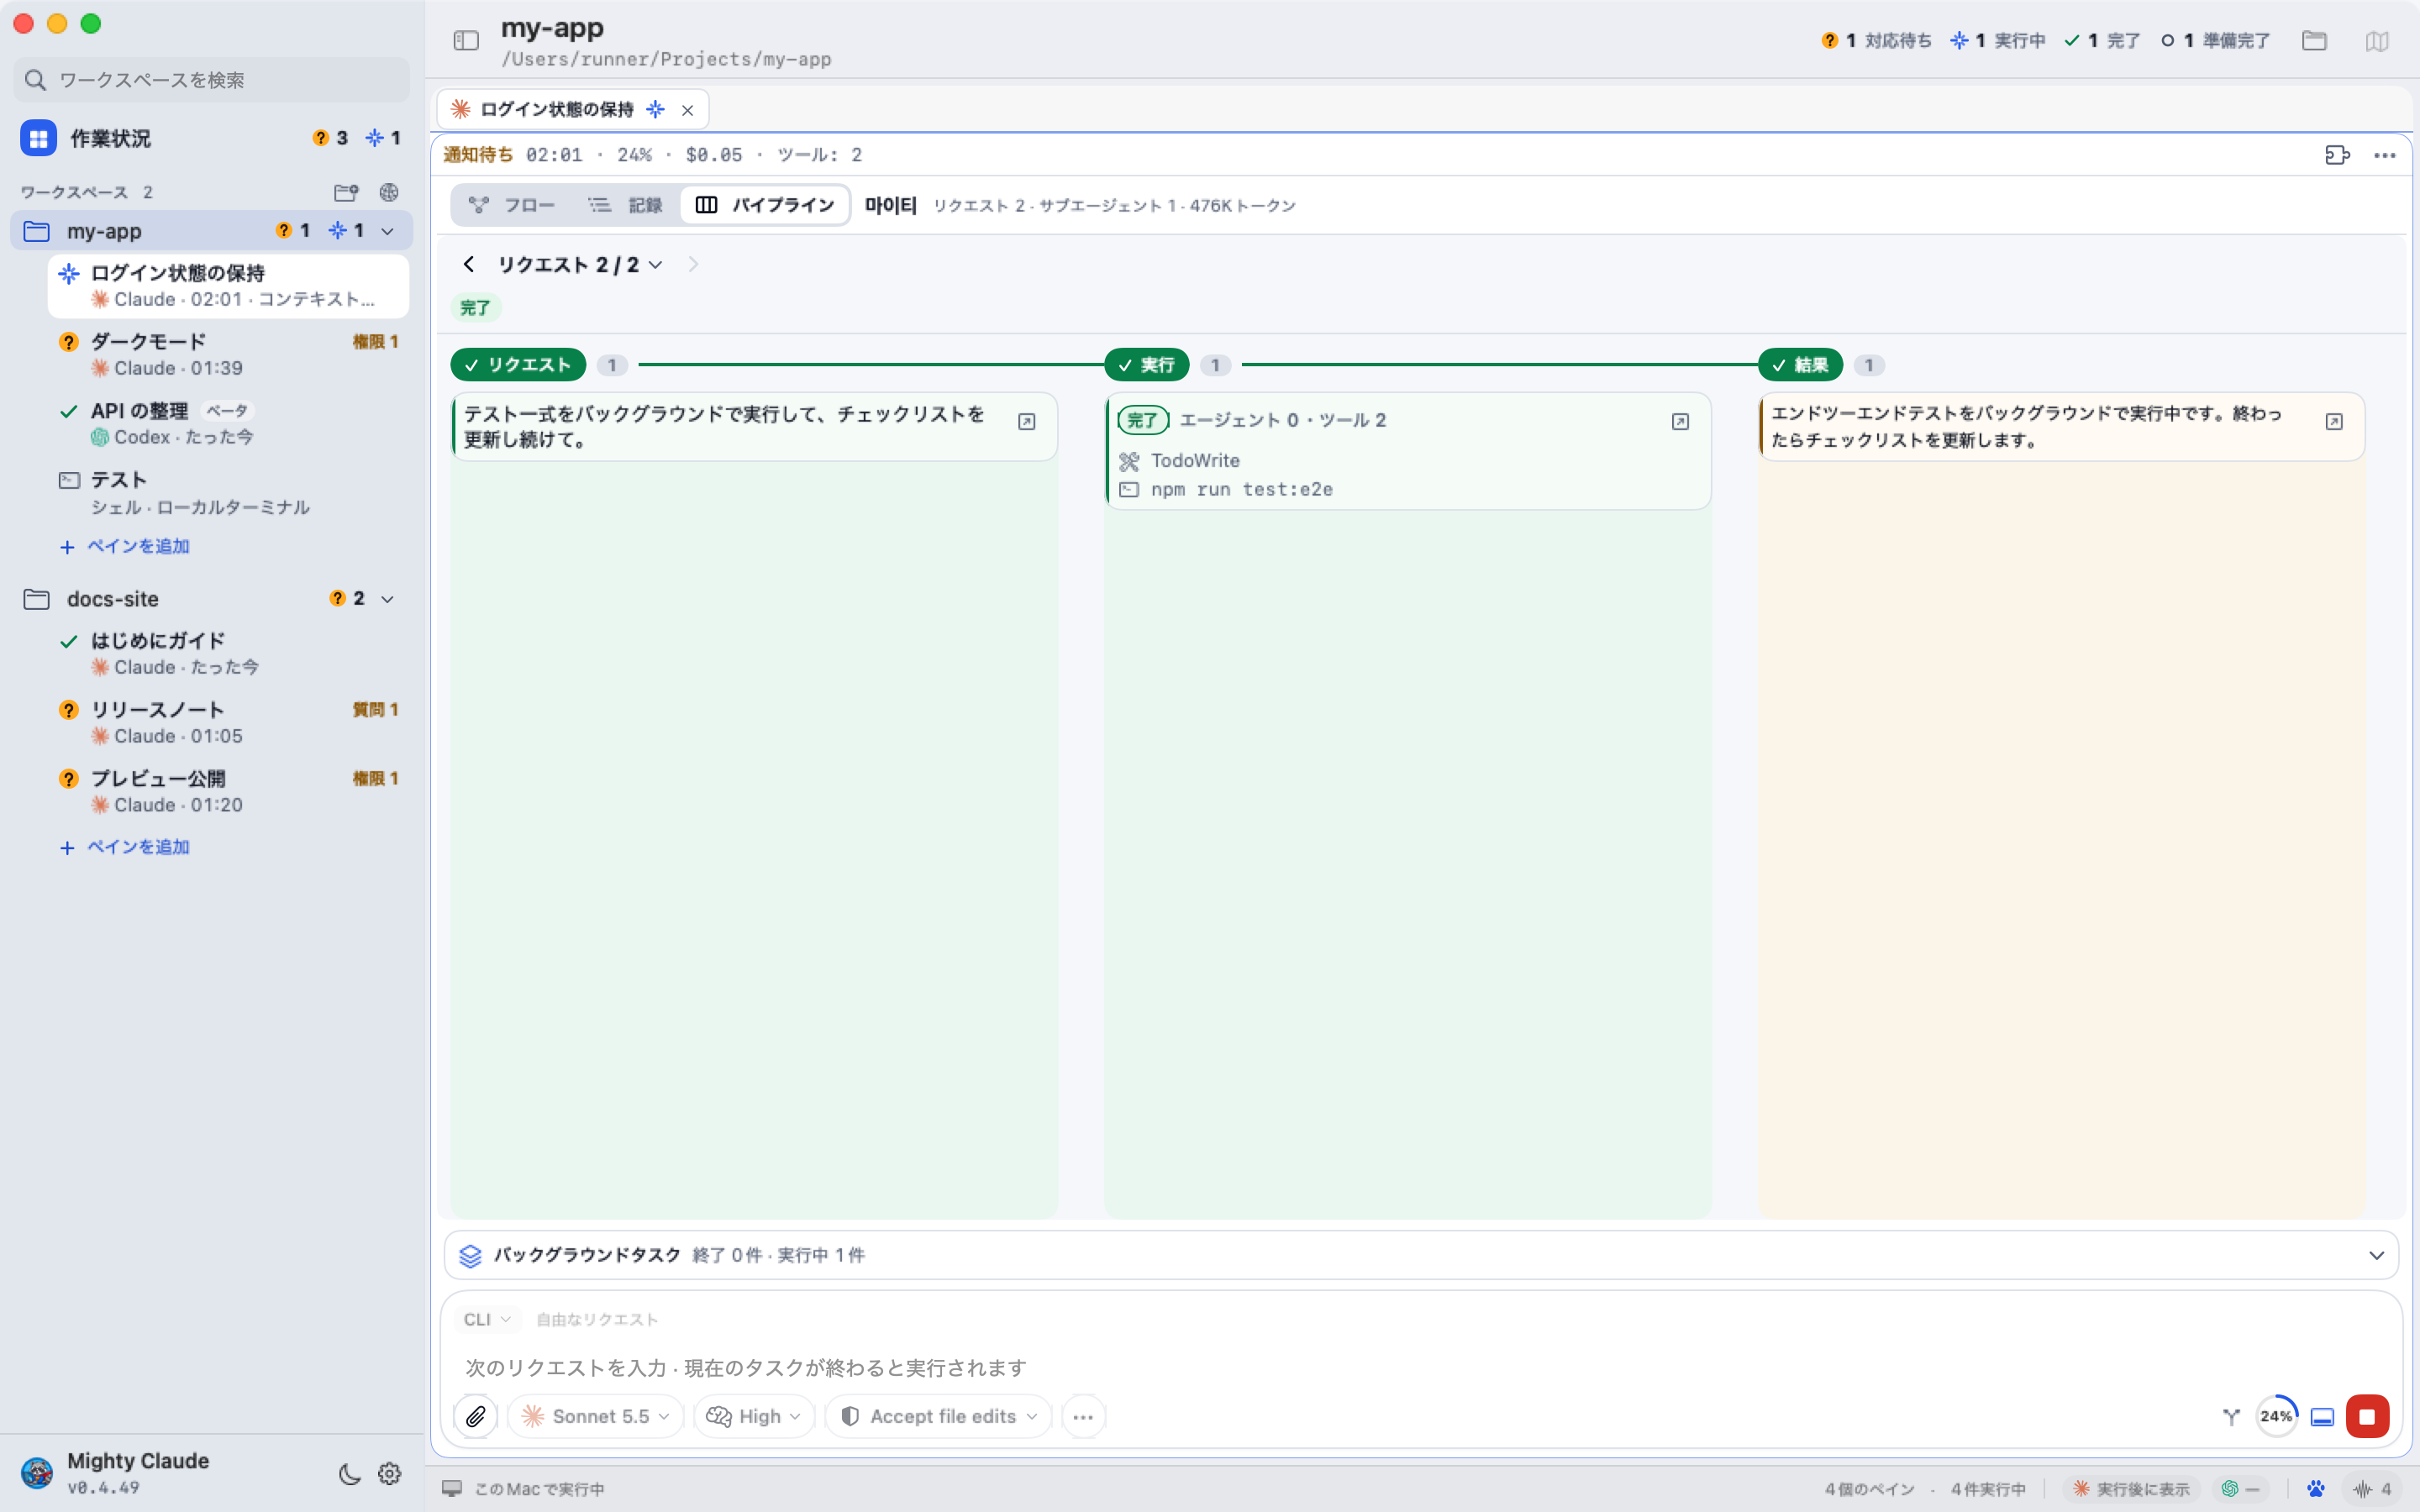 ワークスペースを検索
作業状況 ? 3 1
ワークスペース 2
my-app ? 1 1
ログイン状態の保持
Claude · 02:01 · コンテキスト...
? ダークモード 権限 1
Claude · 01:39
API の整理 ベータ
Codex · たった今
テスト
シェル · ローカルターミナル
+ ペインを追加
docs-site ? 2
はじめにガイド
Claude · たった今
? リリースノート 質問 1
Claude · 01:05
? プレビュー公開 権限 1
Claude · 01:20
+ ペインを追加
Mighty Claude
v0.4.49
my-app
/Users/runner/Projects/my-app
? 1 対応待ち 1 実行中 1 完了 1 準備完了
ログイン状態の保持
通知待ち 02:01 · 24% · $0.05 · ツール: 2
フロー 記録 パイプライン 마이티 リクエスト 2 · サブエージェント 1 · 476K トークン
リクエスト 2 / 2
完了
リクエスト 1 実行 1 結果 1
テスト一式をバックグラウンドで実行して、チェックリストを
更新し続けて。
完了 エージェント 0 · ツール 2
TodoWrite
npm run test:e2e
エンドツーエンドテストをバックグラウンドで実行中です。終わっ
たらチェックリストを更新します。
バックグラウンドタスク 終了 0 件 · 実行中 1 件
CLI 自由なリクエスト
次のリクエストを入力 · 現在のタスクが終わると実行されます
Sonnet 5.5 High Accept file edits 24%
この Mac で実行中
4 個のペイン · 4 件実行中 実行後に表示 — 4